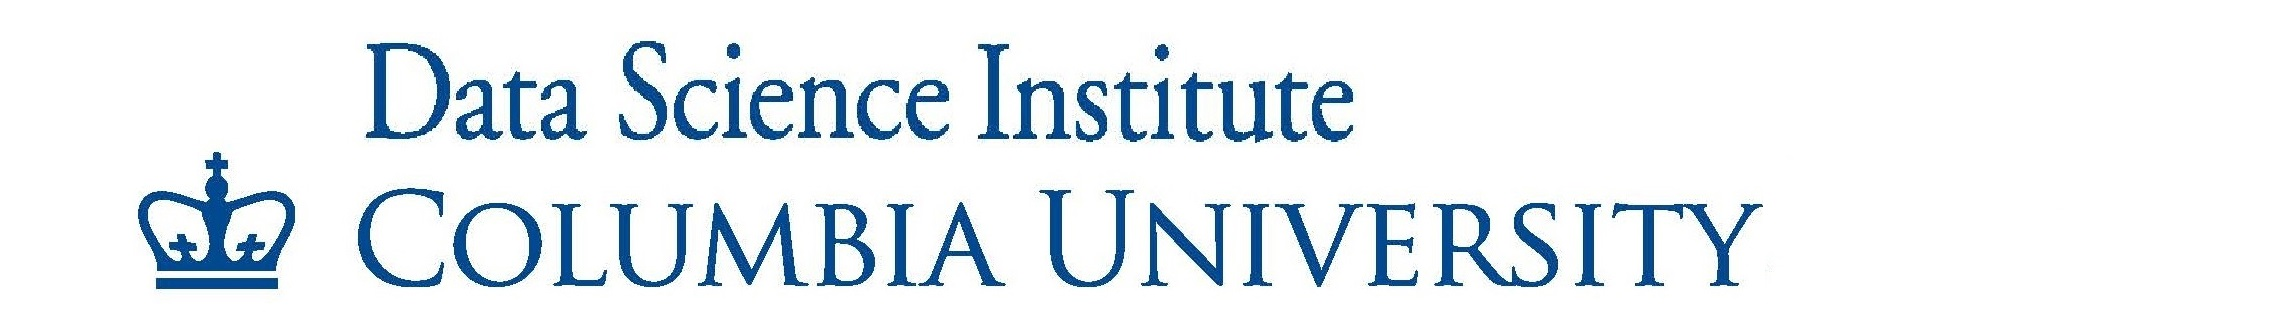 Data Science Institute
COLUMBIA UNIVERSITY